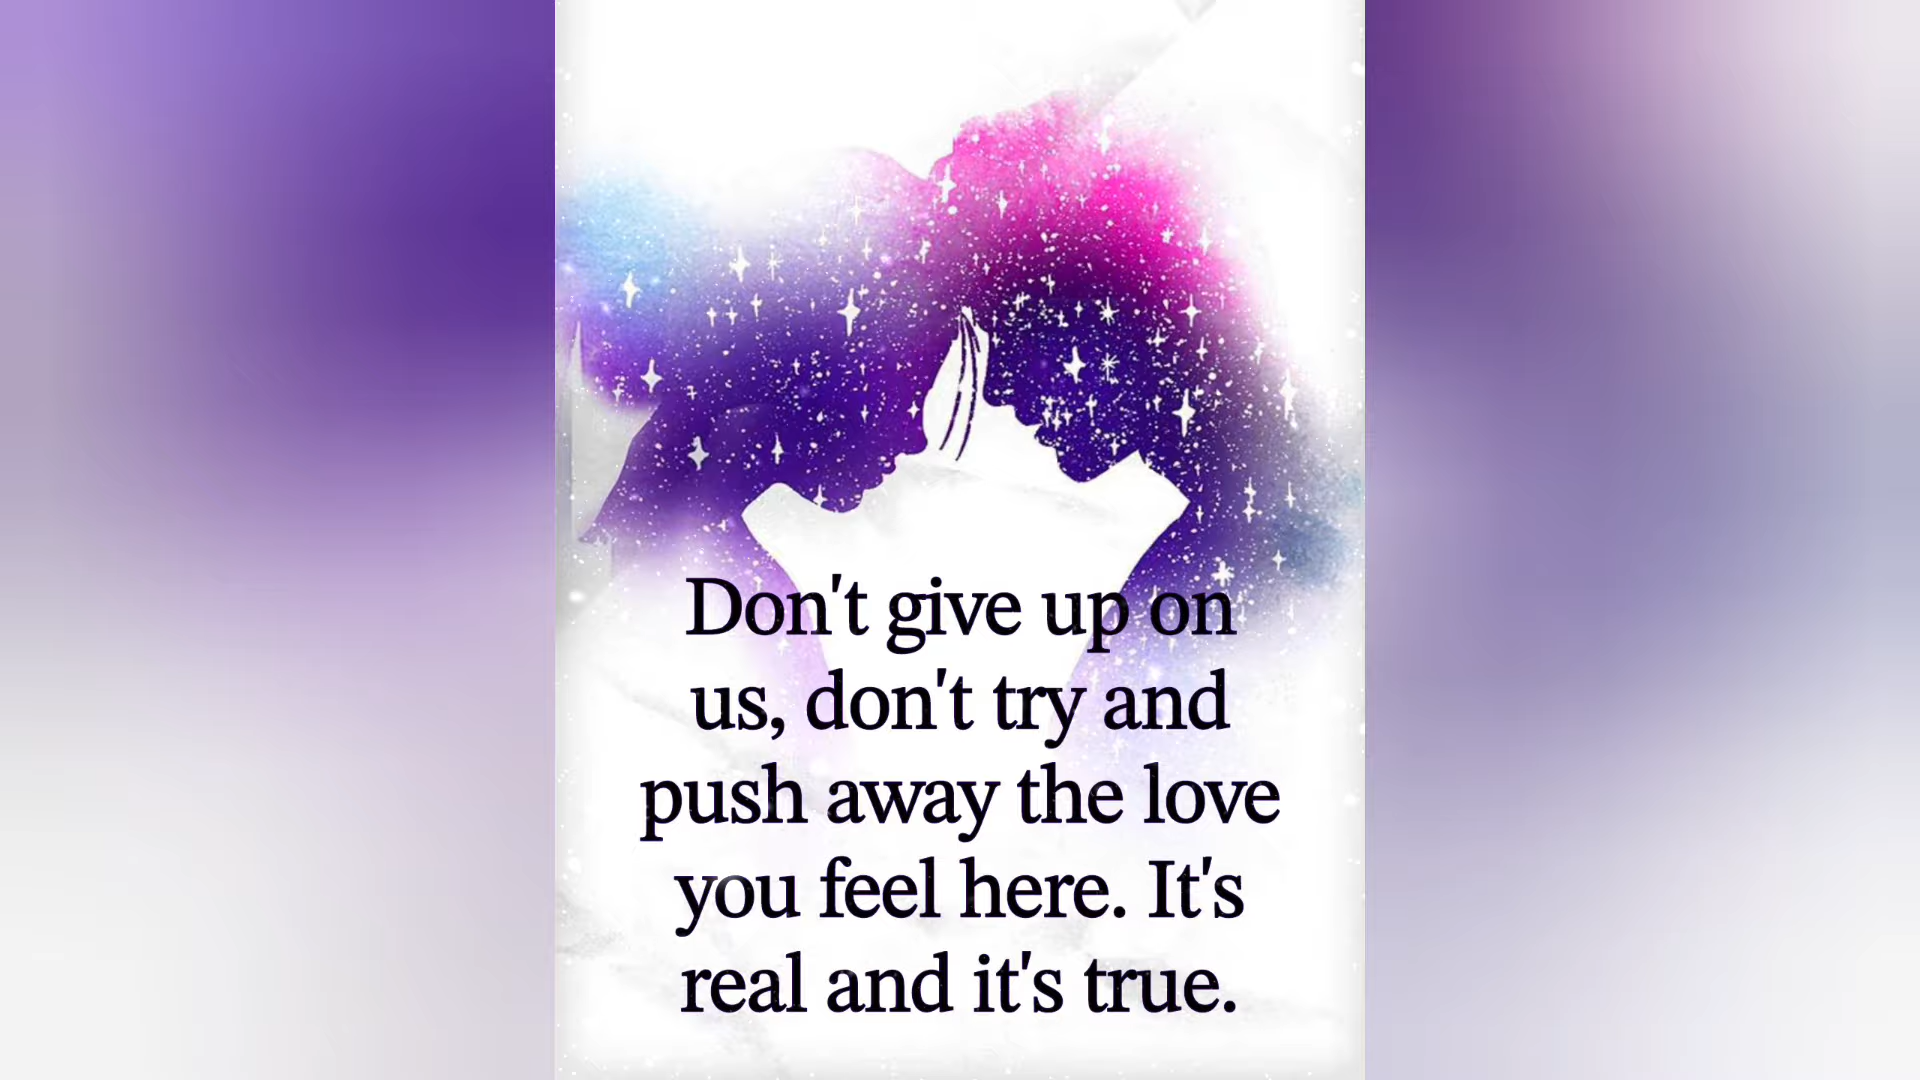 Don't give up on
us, don't try and
push away the love
you feel here. It's
real and it's true.